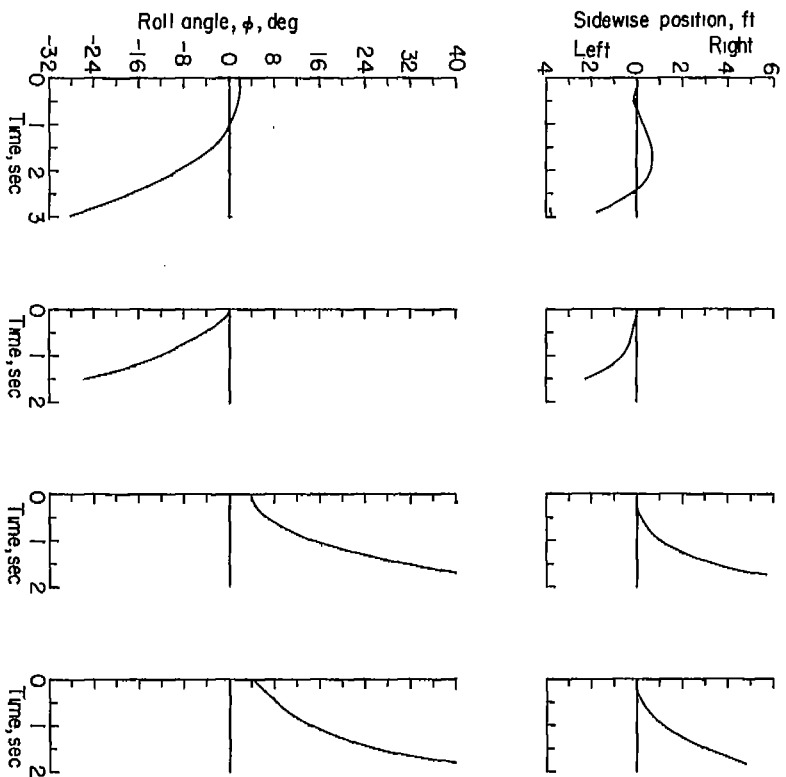 Roll angle, φ, deg
-32 -24 -16 -8 0 8 16 24 32 40
Sidewise position, ft
Left Right
4 2 0 2 4 6
0 1 2 3
Time, sec
0 1 2
Time, sec
0 1 2
Time, sec
0 1 2
Time, sec